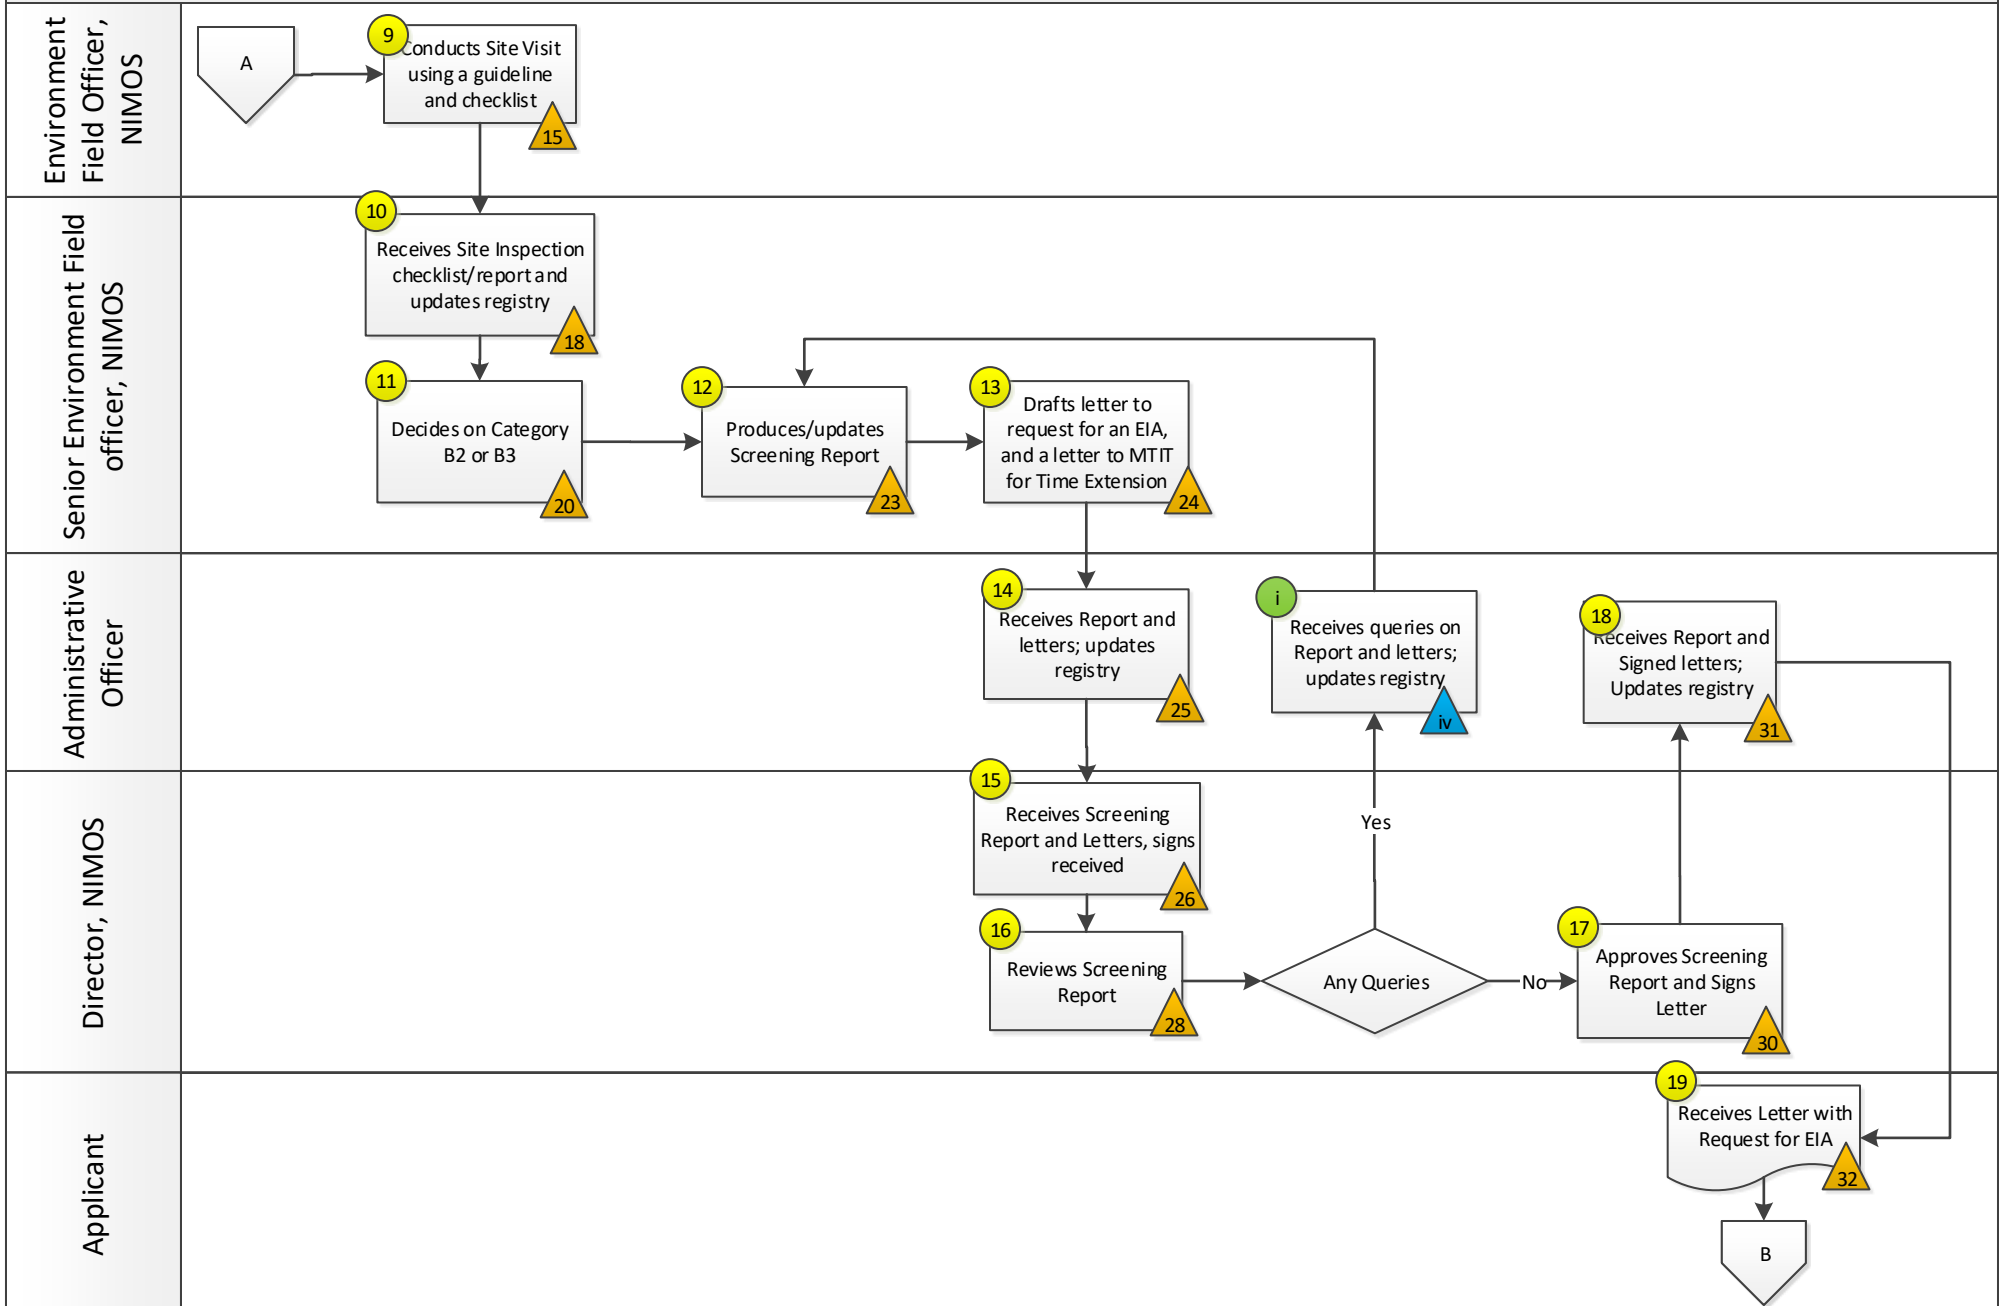 Environment
Field Officer,
NIMOS
A
9
Conducts Site Visit
using a guideline
and checklist
15
Senior Environment Field
officer, NIMOS
10
Receives Site Inspection
checklist/report and
updates registry
18
11
Decides on Category
B2 or B3
20
12
Produces/updates
Screening Report
23
13
Drafts letter to
request for an EIA,
and a letter to MTIT
for Time Extension
24
Administrative
Officer
14
Receives Report and
letters; updates
registry
25
i
Receives queries on
Report and letters;
updates registry
iv
18
Receives Report and
Signed letters;
Updates registry
31
Director, NIMOS
15
Receives Screening
Report and Letters, signs
received
26
16
Reviews Screening
Report
28
Any Queries
Yes
No
17
Approves Screening
Report and Signs
Letter
30
Applicant
19
Receives Letter with
Request for EIA
32
B